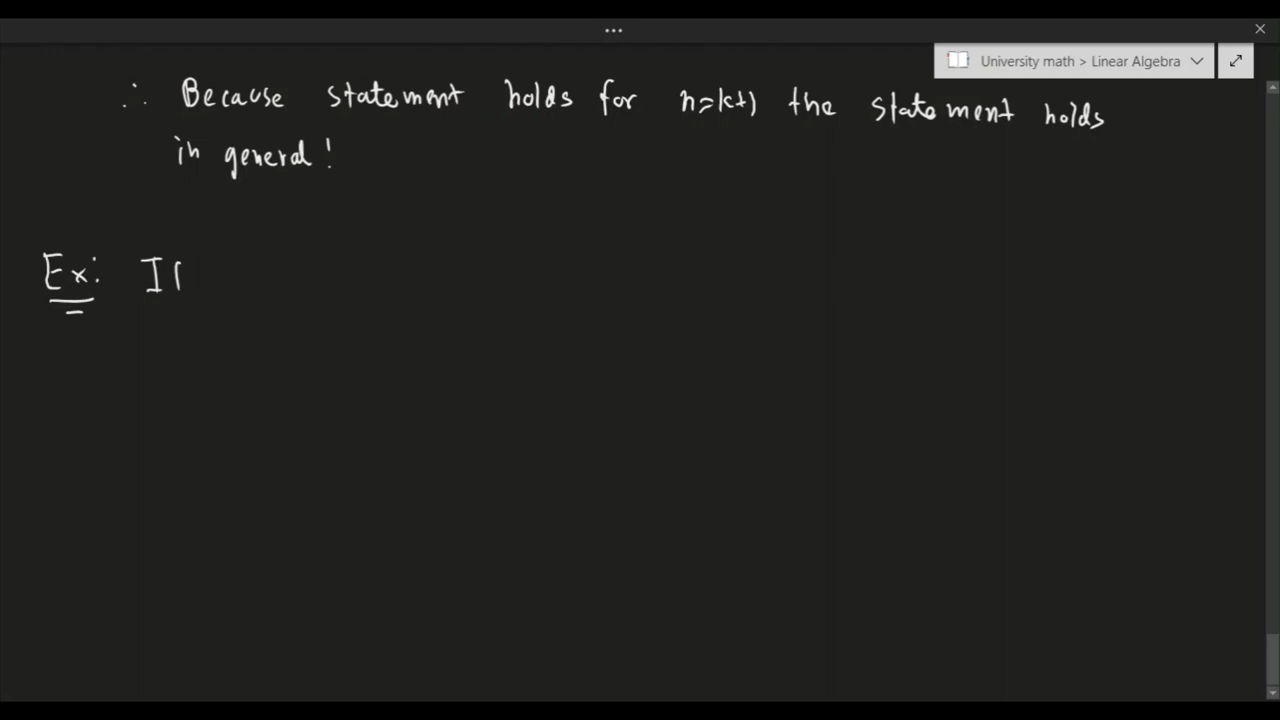 ...
University math > Linear Algebra
∴ Because statement holds for n=k+1 the statement holds
in general!
Ex: I